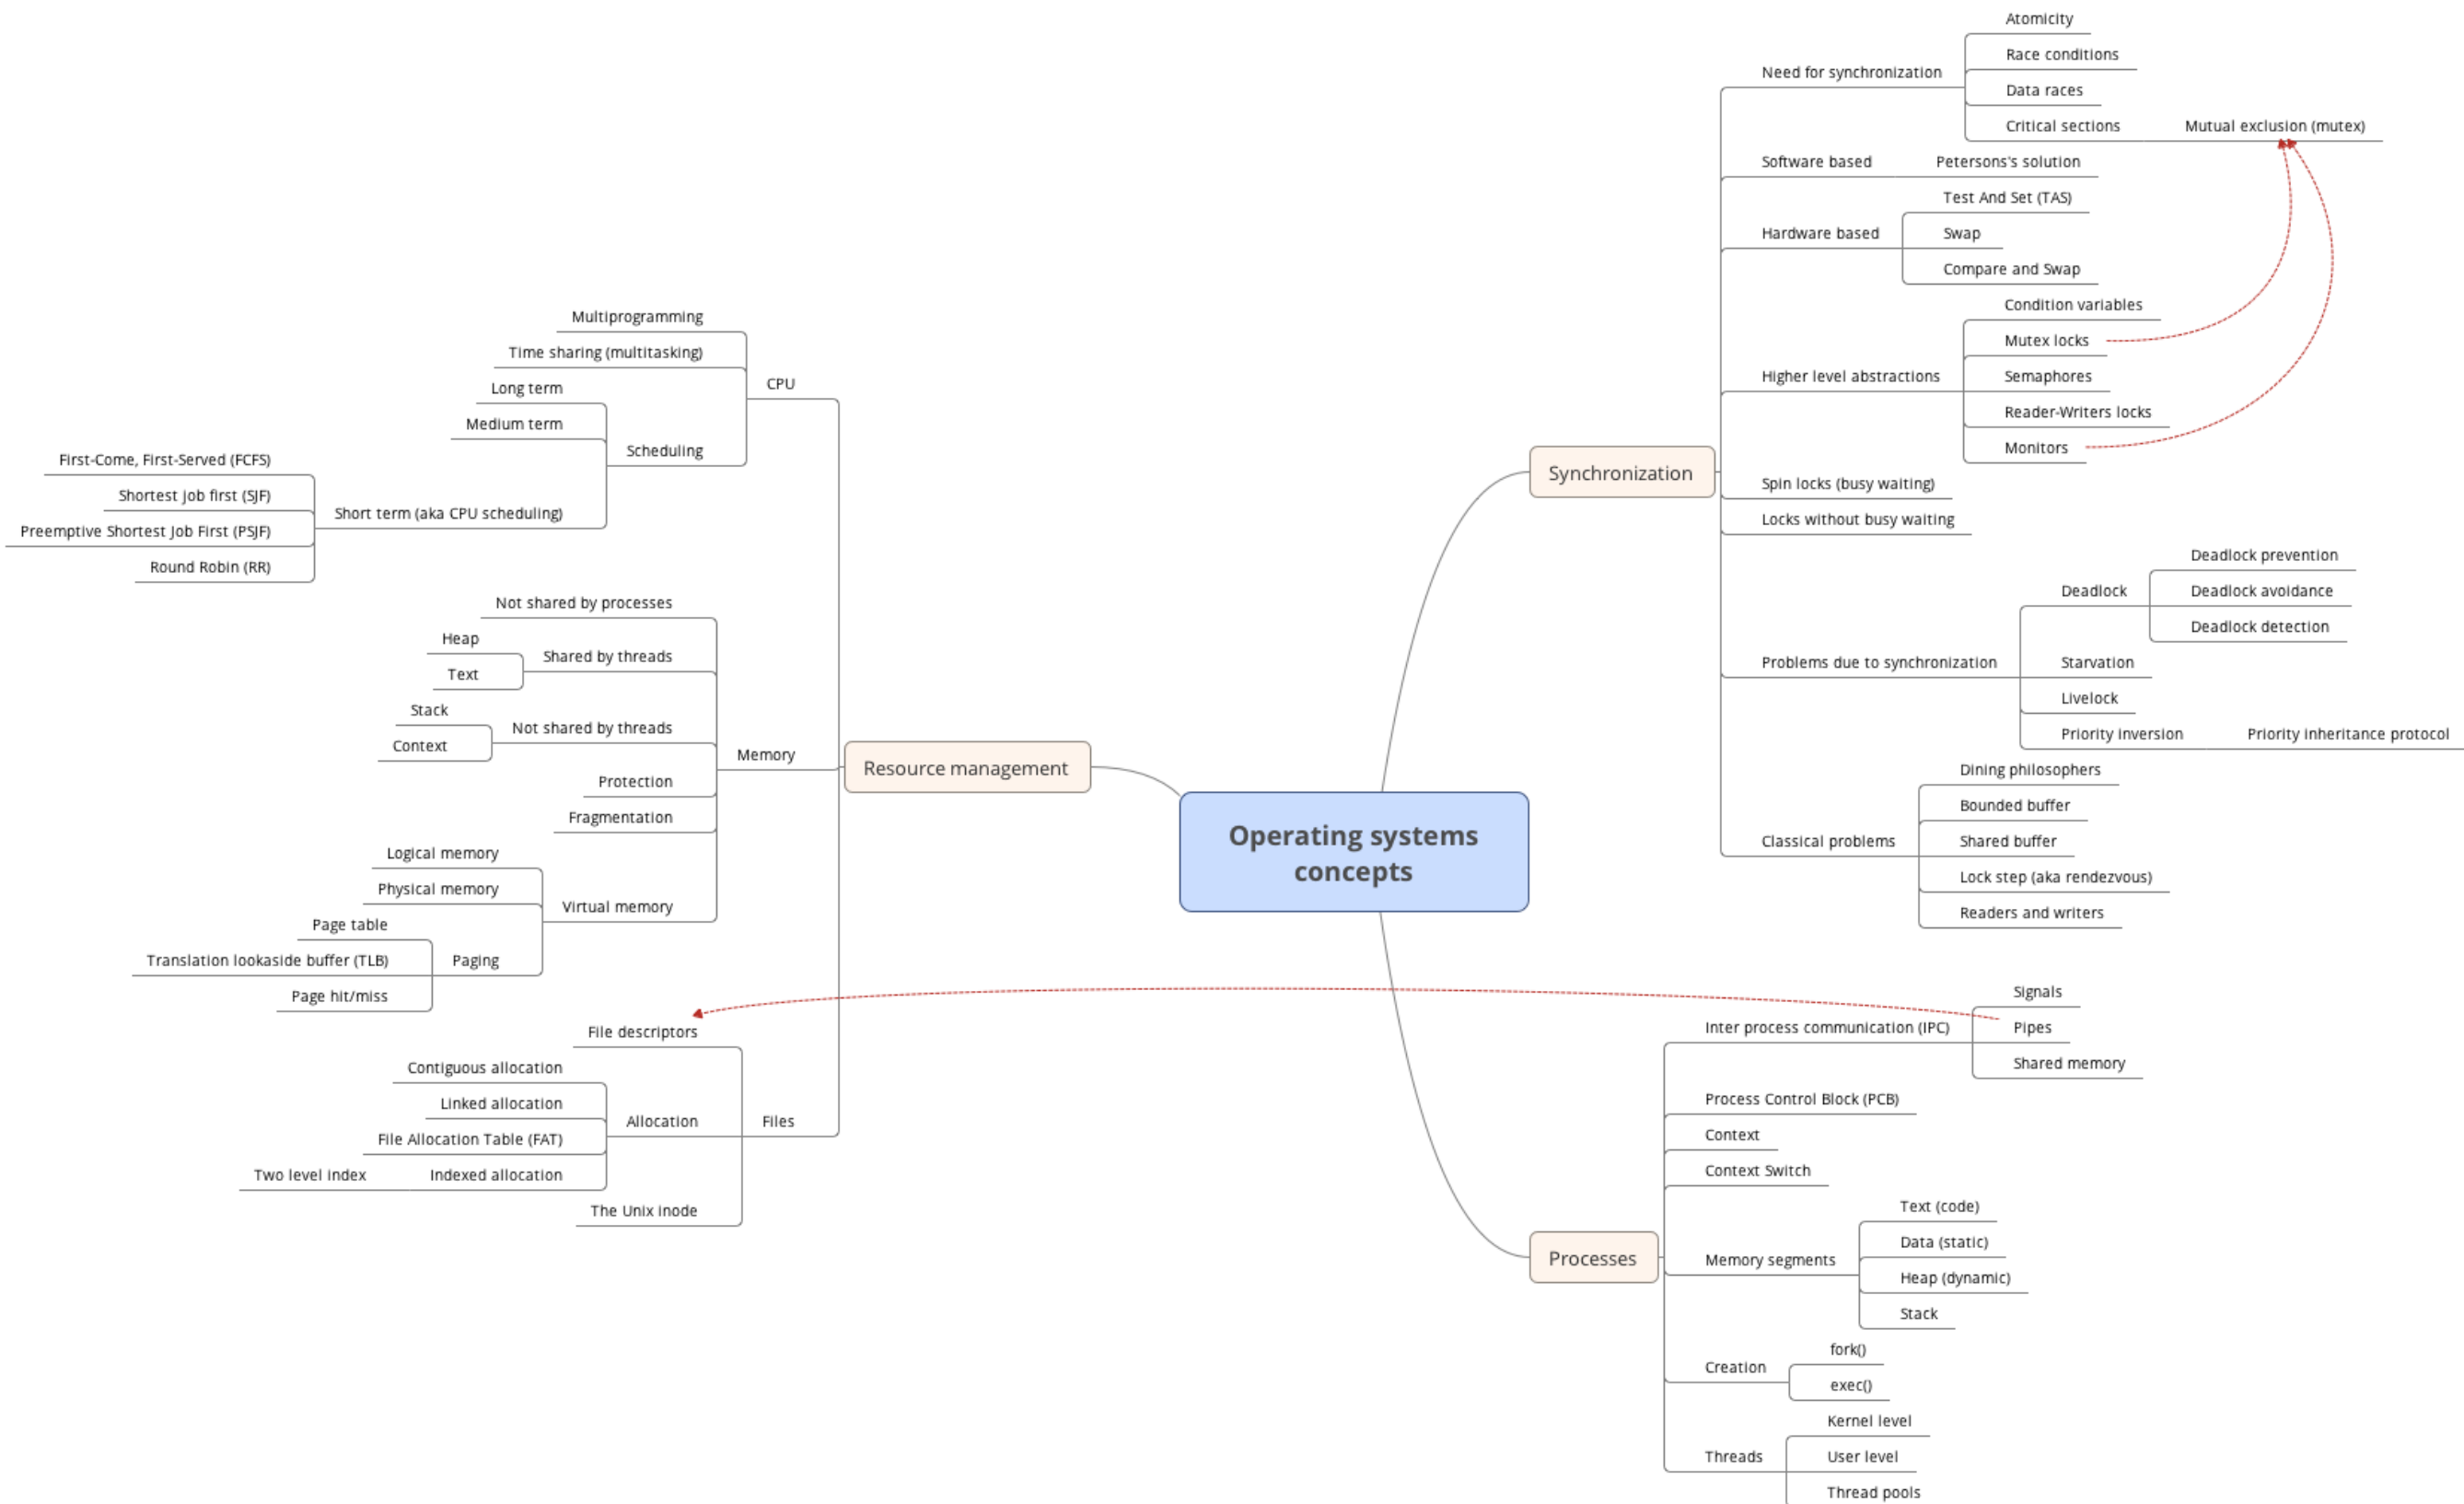 Operating systems
concepts
Synchronization
Need for synchronization
Atomicity
Race conditions
Data races
Critical sections
Mutual exclusion (mutex)
Software based
Petersons's solution
Hardware based
Test And Set (TAS)
Swap
Compare and Swap
Higher level abstractions
Condition variables
Mutex locks
Semaphores
Reader-Writers locks
Monitors
Spin locks (busy waiting)
Locks without busy waiting
Problems due to synchronization
Deadlock
Deadlock prevention
Deadlock avoidance
Deadlock detection
Starvation
Livelock
Priority inversion
Priority inheritance protocol
Classical problems
Dining philosophers
Bounded buffer
Shared buffer
Lock step (aka rendezvous)
Readers and writers
Processes
Inter process communication (IPC)
Signals
Pipes
Shared memory
Process Control Block (PCB)
Context
Context Switch
Memory segments
Text (code)
Data (static)
Heap (dynamic)
Stack
Creation
fork()
exec()
Threads
Kernel level
User level
Thread pools
Resource management
CPU
Multiprogramming
Time sharing (multitasking)
Scheduling
Long term
Medium term
Short term (aka CPU scheduling)
First-Come, First-Served (FCFS)
Shortest job first (SJF)
Preemptive Shortest Job First (PSJF)
Round Robin (RR)
Memory
Not shared by processes
Shared by threads
Heap
Text
Not shared by threads
Stack
Context
Protection
Fragmentation
Virtual memory
Logical memory
Physical memory
Paging
Page table
Translation lookaside buffer (TLB)
Page hit/miss
Files
File descriptors
Allocation
Contiguous allocation
Linked allocation
File Allocation Table (FAT)
Indexed allocation
Two level index
The Unix inode